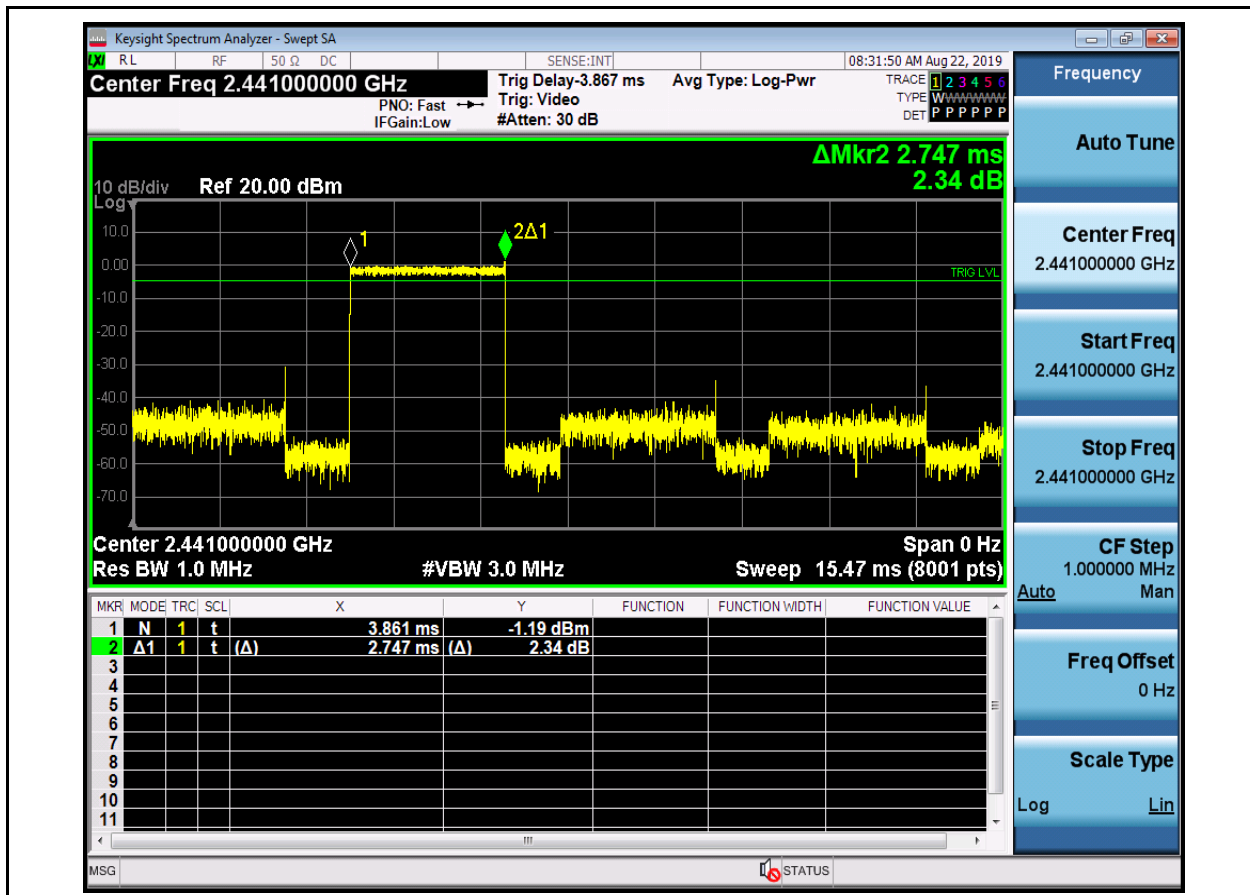 Keysight Spectrum Analyzer - Swept SA
LXI RL RF 50 Ω DC SENSE:INT 08:31:50 AM Aug 22, 2019
Center Freq 2.441000000 GHz
PNO: Fast
IFGain:Low
Trig Delay-3.867 ms
Trig: Video
#Atten: 30 dB
Avg Type: Log-Pwr
TRACE 1 2 3 4 5 6
TYPE WWWWWW
DET P P P P P P
ΔMkr2 2.747 ms
2.34 dB
10 dB/div Ref 20.00 dBm
Log
10.0
0.00
-10.0
-20.0
-30.0
-40.0
-50.0
-60.0
-70.0
1
2Δ1
TRIG LVL
Center 2.441000000 GHz Span 0 Hz
Res BW 1.0 MHz #VBW 3.0 MHz Sweep 15.47 ms (8001 pts)
MKR MODE TRC SCL X Y FUNCTION FUNCTION WIDTH FUNCTION VALUE
1 N 1 t 3.861 ms -1.19 dBm
2 Δ1 1 t (Δ) 2.747 ms (Δ) 2.34 dB
3
4
5
6
7
8
9
10
11
MSG STATUS
Frequency
Auto Tune
Center Freq
2.441000000 GHz
Start Freq
2.441000000 GHz
Stop Freq
2.441000000 GHz
CF Step
1.000000 MHz
Auto Man
Freq Offset
0 Hz
Scale Type
Log Lin